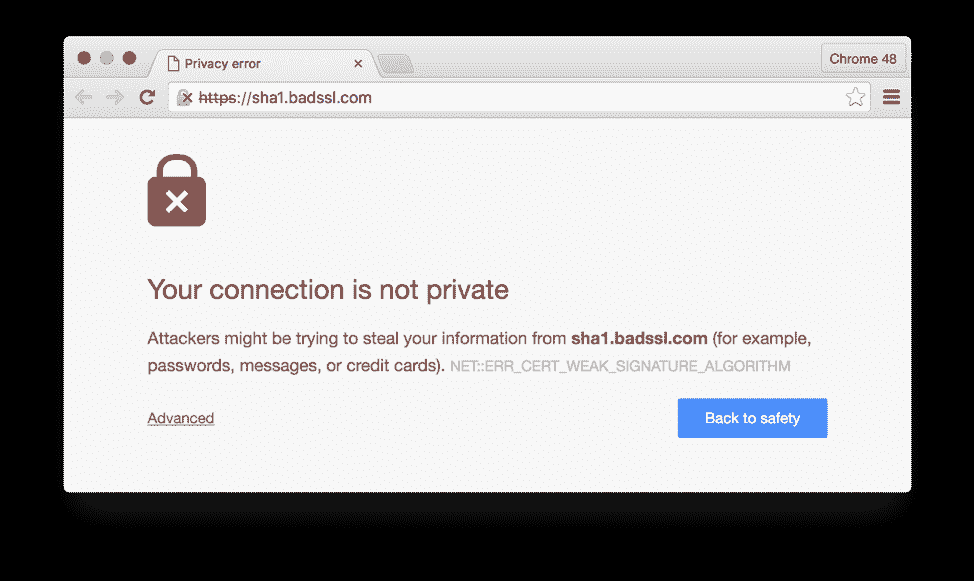 Privacy error
Chrome 48
https://sha1.badssl.com
Your connection is not private
Attackers might be trying to steal your information from sha1.badssl.com (for example,
passwords, messages, or credit cards). NET::ERR_CERT_WEAK_SIGNATURE_ALGORITHM
Advanced
Back to safety